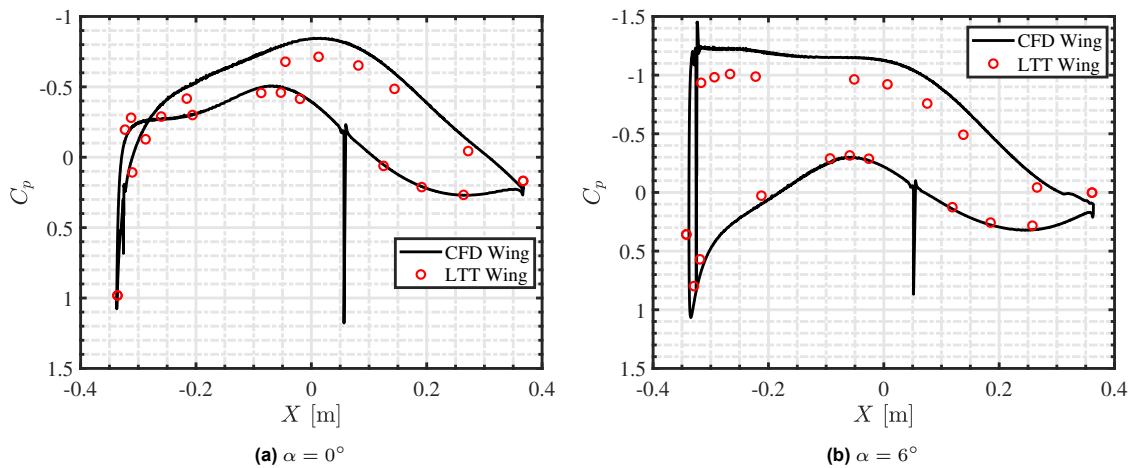 -1
-0.5
0
0.5
1
1.5
-0.4
-0.2
0
0.2
0.4
C_p
X [m]
CFD Wing
LTT Wing
(a) α = 0°
-1.5
-1
-0.5
0
0.5
1
1.5
-0.4
-0.2
0
0.2
0.4
C_p
X [m]
CFD Wing
LTT Wing
(b) α = 6°